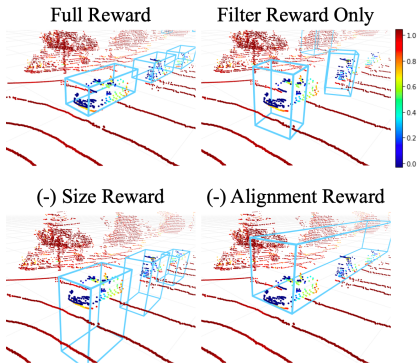 Full Reward
Filter Reward Only
1.0
0.8
0.6
0.4
0.2
0.0
(-) Size Reward
(-) Alignment Reward